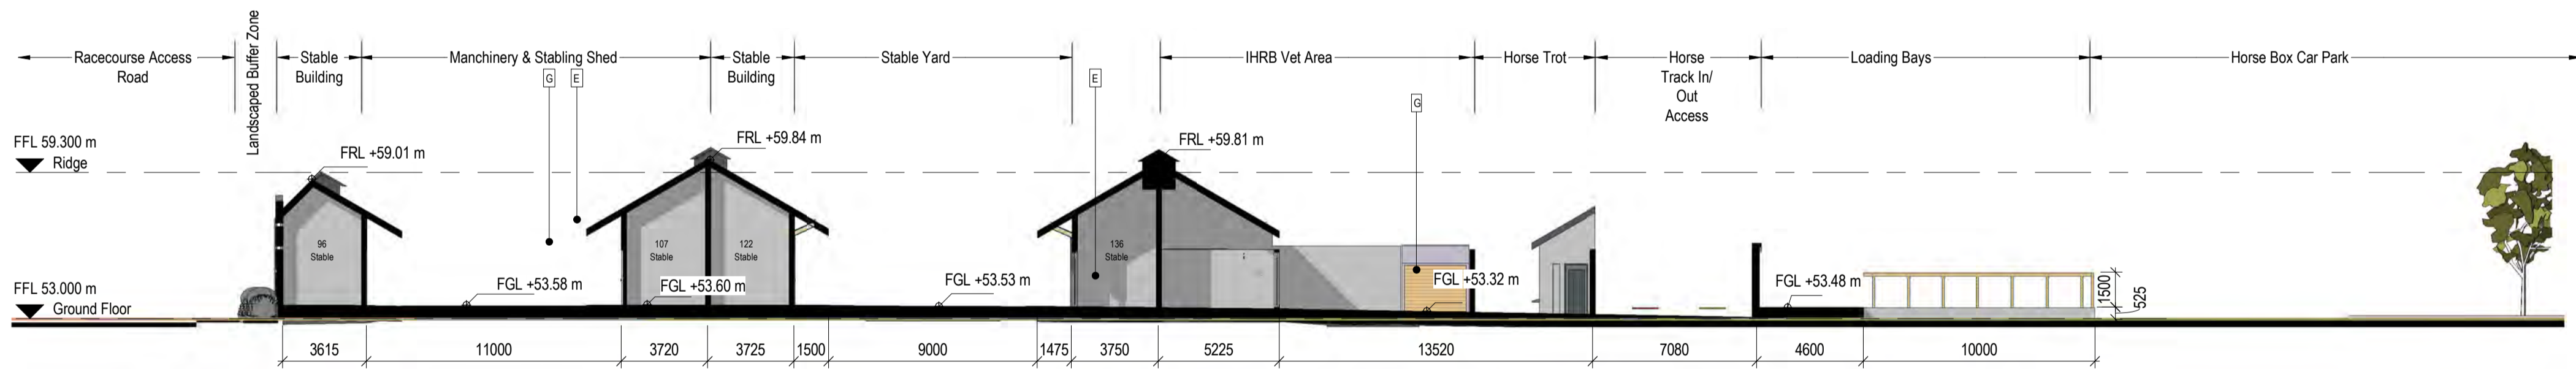 Racecourse Access
Road
Landscaped Buffer Zone
Stable
Building
Manchinery & Stabling Shed
Stable
Building
Stable Yard
IHRB Vet Area
Horse Trot
Horse
Track In/
Out
Access
Loading Bays
Horse Box Car Park
G
E
E
G
FFL 59.300 m
Ridge
FRL +59.01 m
FRL +59.84 m
FRL +59.81 m
96
Stable
107
Stable
122
Stable
136
Stable
FFL 53.000 m
Ground Floor
FGL +53.58 m
FGL +53.60 m
FGL +53.53 m
FGL +53.32 m
FGL +53.48 m
1500
525
3615
11000
3720
3725
1500
9000
1475
3750
5225
13520
7080
4600
10000